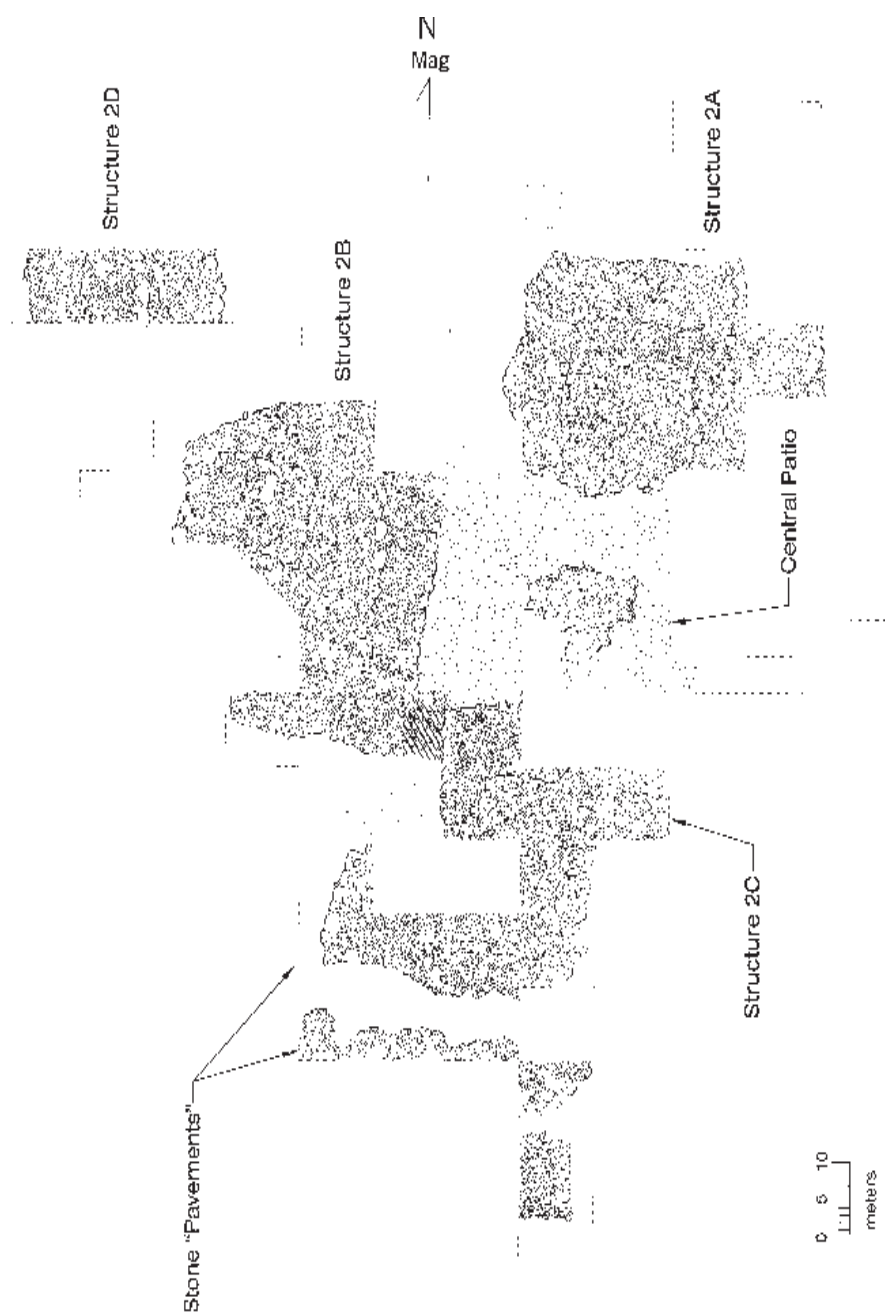 N
Mag
Structure 2D
Structure 2A
Structure 2B
Central Patio
Structure 2C
Stone "Pavements"
0 5 10
meters